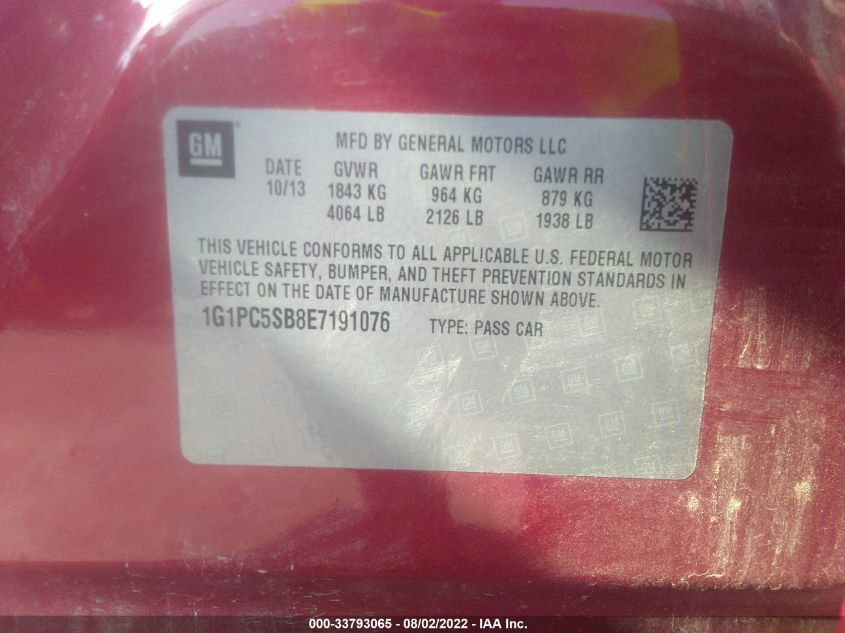 GM
MFD BY GENERAL MOTORS LLC
DATE GVWR GAWR FRT GAWR RR
10/13 1843 KG 964 KG 879 KG
4064 LB 2126 LB 1938 LB
THIS VEHICLE CONFORMS TO ALL APPLICABLE U.S. FEDERAL MOTOR
VEHICLE SAFETY, BUMPER, AND THEFT PREVENTION STANDARDS IN
EFFECT ON THE DATE OF MANUFACTURE SHOWN ABOVE.
1G1PC5SB8E7191076 TYPE: PASS CAR
000-33793065 - 08/02/2022 - IAA Inc.